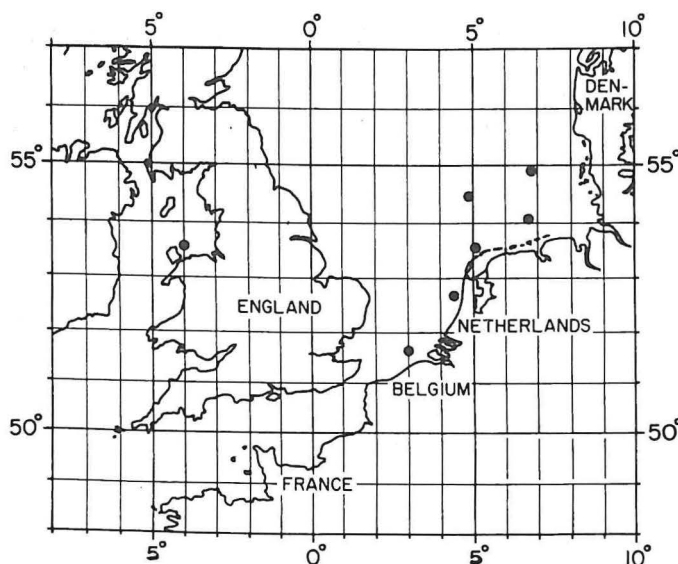 5° 0° 5° 10°
DEN-
MARK
55° 55°
ENGLAND
NETHERLANDS
BELGIUM
50° 50°
FRANCE
5° 0° 5° 10°